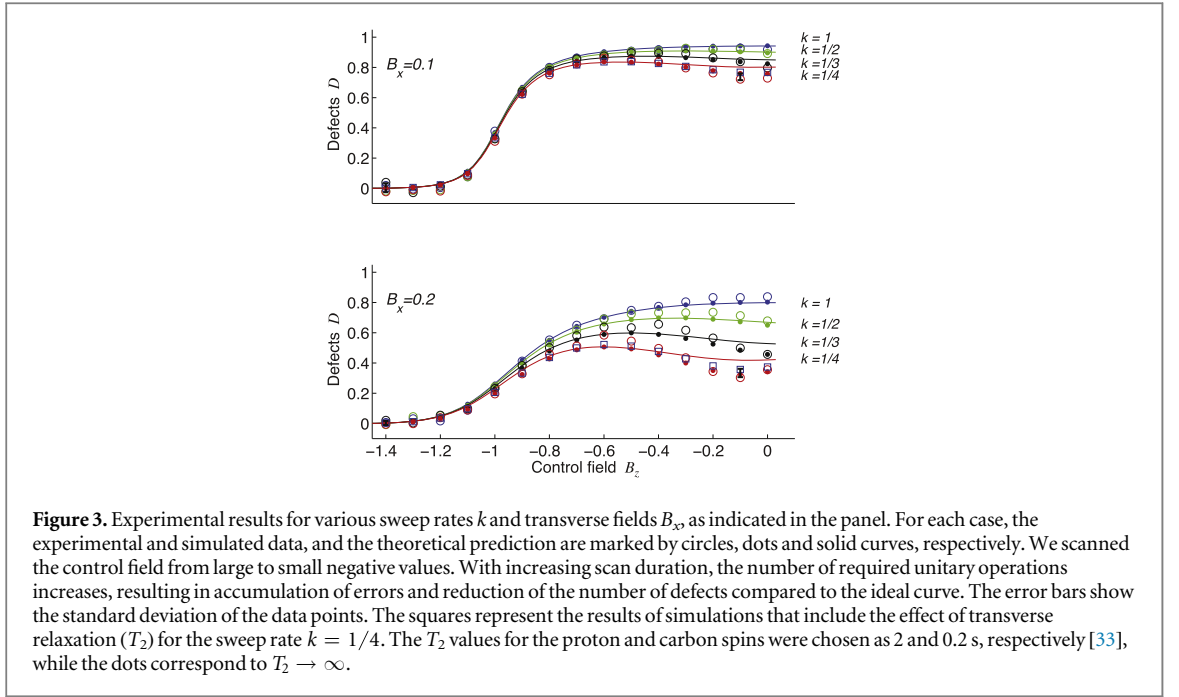 1
0.8
0.6
0.4
0.2
0
Defects D
Bx=0.1
k = 1
k =1/2
k =1/3
k =1/4
1
0.8
0.6
0.4
0.2
0
Defects D
Bx=0.2
k = 1
k =1/2
k =1/3
k =1/4
−1.4 −1.2 −1 −0.8 −0.6 −0.4 −0.2 0
Control field Bz
Figure 3. Experimental results for various sweep rates k and transverse fields Bx, as indicated in the panel. For each case, the
experimental and simulated data, and the theoretical prediction are marked by circles, dots and solid curves, respectively. We scanned
the control field from large to small negative values. With increasing scan duration, the number of required unitary operations
increases, resulting in accumulation of errors and reduction of the number of defects compared to the ideal curve. The error bars show
the standard deviation of the data points. The squares represent the results of simulations that include the effect of transverse
relaxation (T2) for the sweep rate k = 1/4. The T2 values for the proton and carbon spins were chosen as 2 and 0.2 s, respectively [33],
while the dots correspond to T2 → ∞.